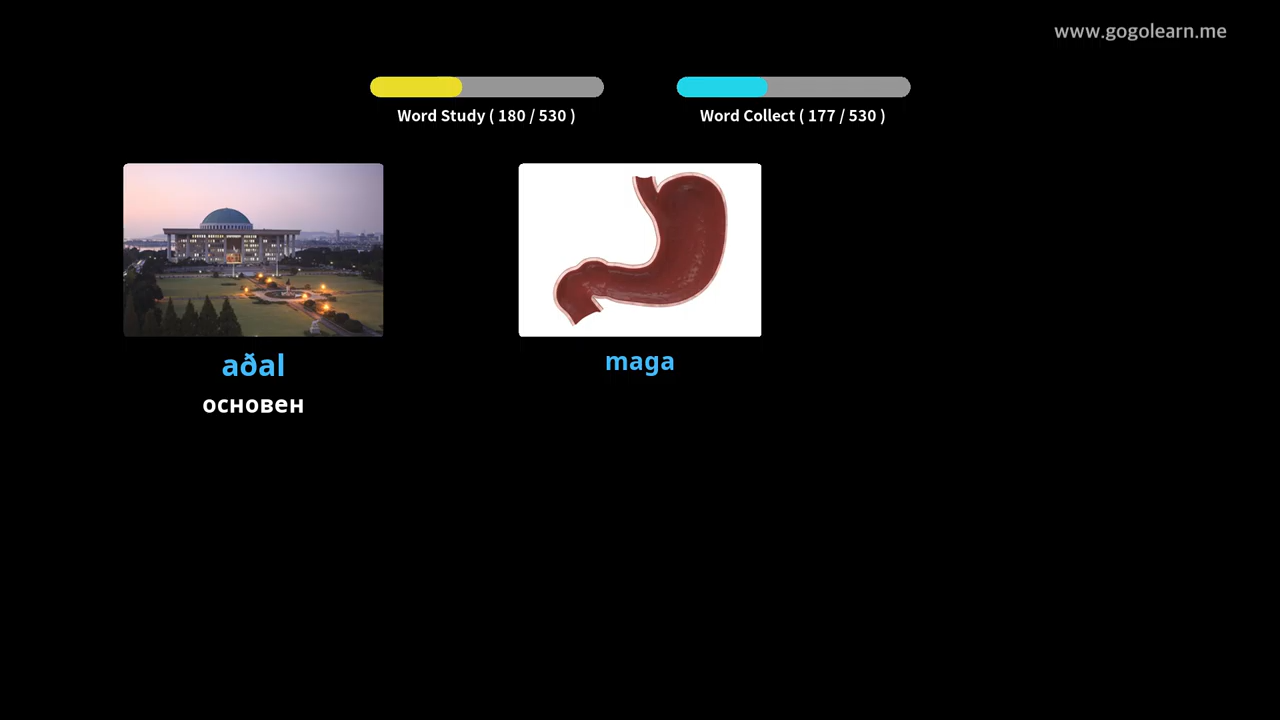 www.gogolearn.me
Word Study ( 180 / 530 )
Word Collect ( 177 / 530 )
aðal
основен
maga